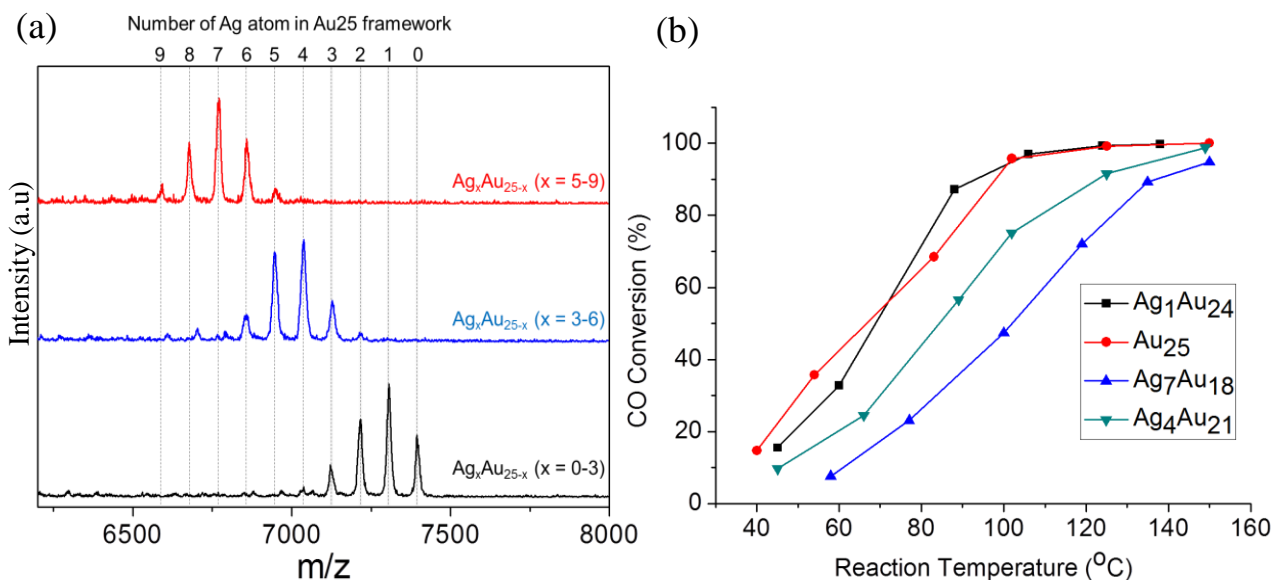 (a)
Number of Ag atom in Au25 framework
9 8 7 6 5 4 3 2 1 0
AgxAu25-x (x = 5-9)
AgxAu25-x (x = 3-6)
AgxAu25-x (x = 0-3)
Intensity (a.u)
6500 7000 7500 8000
m/z
(b)
100
80
60
40
20
0
CO Conversion (%)
Ag1Au24
Au25
Ag7Au18
Ag4Au21
40 60 80 100 120 140 160
Reaction Temperature (oC)